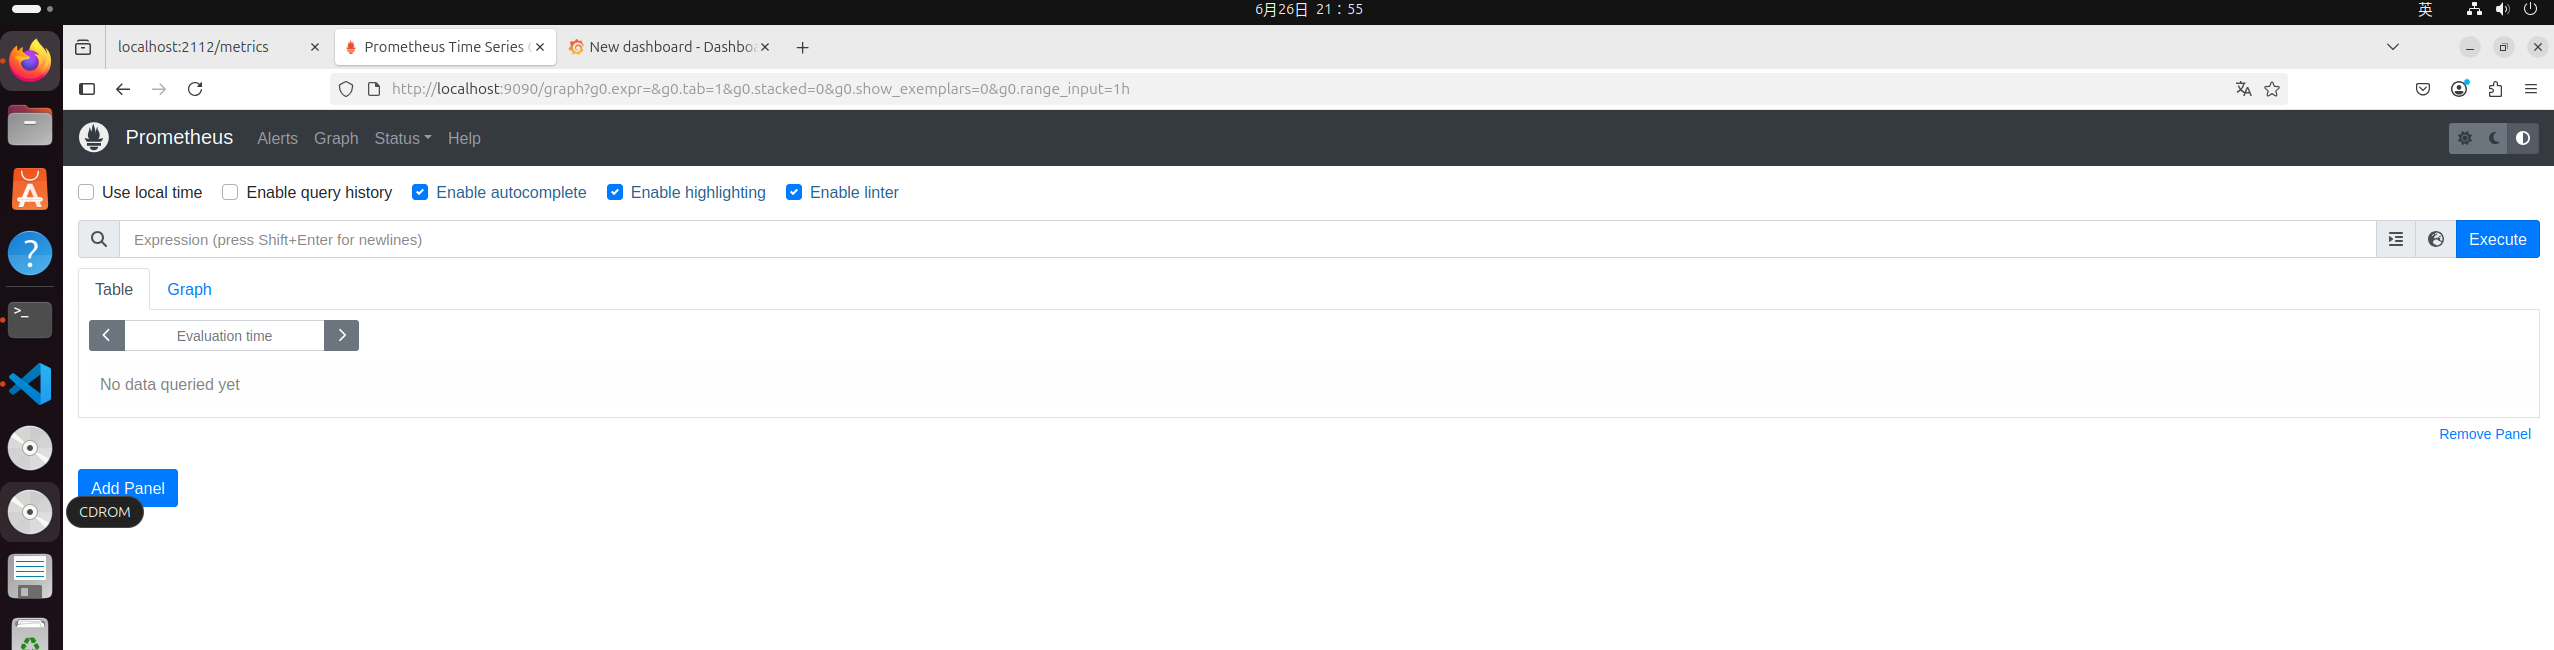 6月26日 21：55
英
localhost:2112/metrics
Prometheus Time Series
New dashboard - Dashbo
http://localhost:9090/graph?g0.expr=&g0.tab=1&g0.stacked=0&g0.show_exemplars=0&g0.range_input=1h
Prometheus Alerts Graph Status Help
Use local time Enable query history Enable autocomplete Enable highlighting Enable linter
Expression (press Shift+Enter for newlines) Execute
Table Graph
Evaluation time
No data queried yet
Remove Panel
Add Panel
CDROM